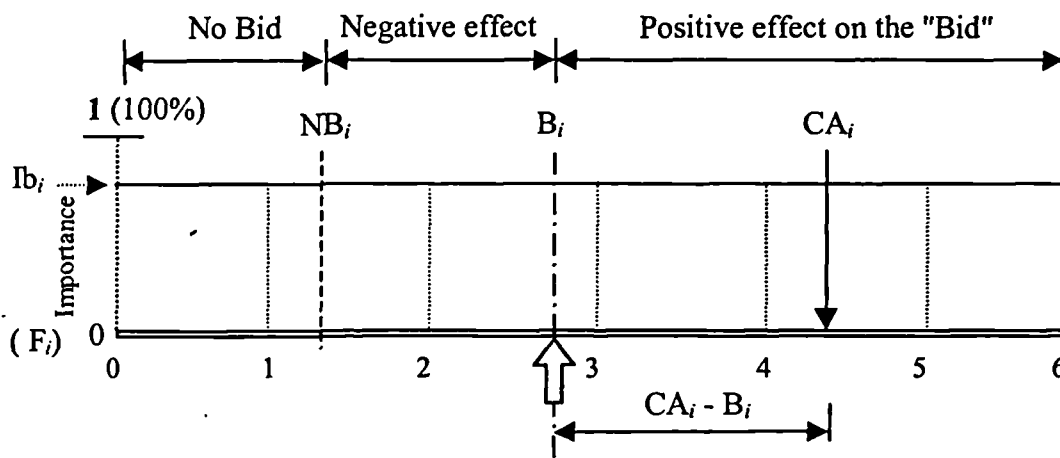 No Bid Negative effect Positive effect on the "Bid"
1 (100%)
NBi Bi CAi
Ibi
Importance
(Fi) 0
0 1 2 3 4 5 6
CAi - Bi